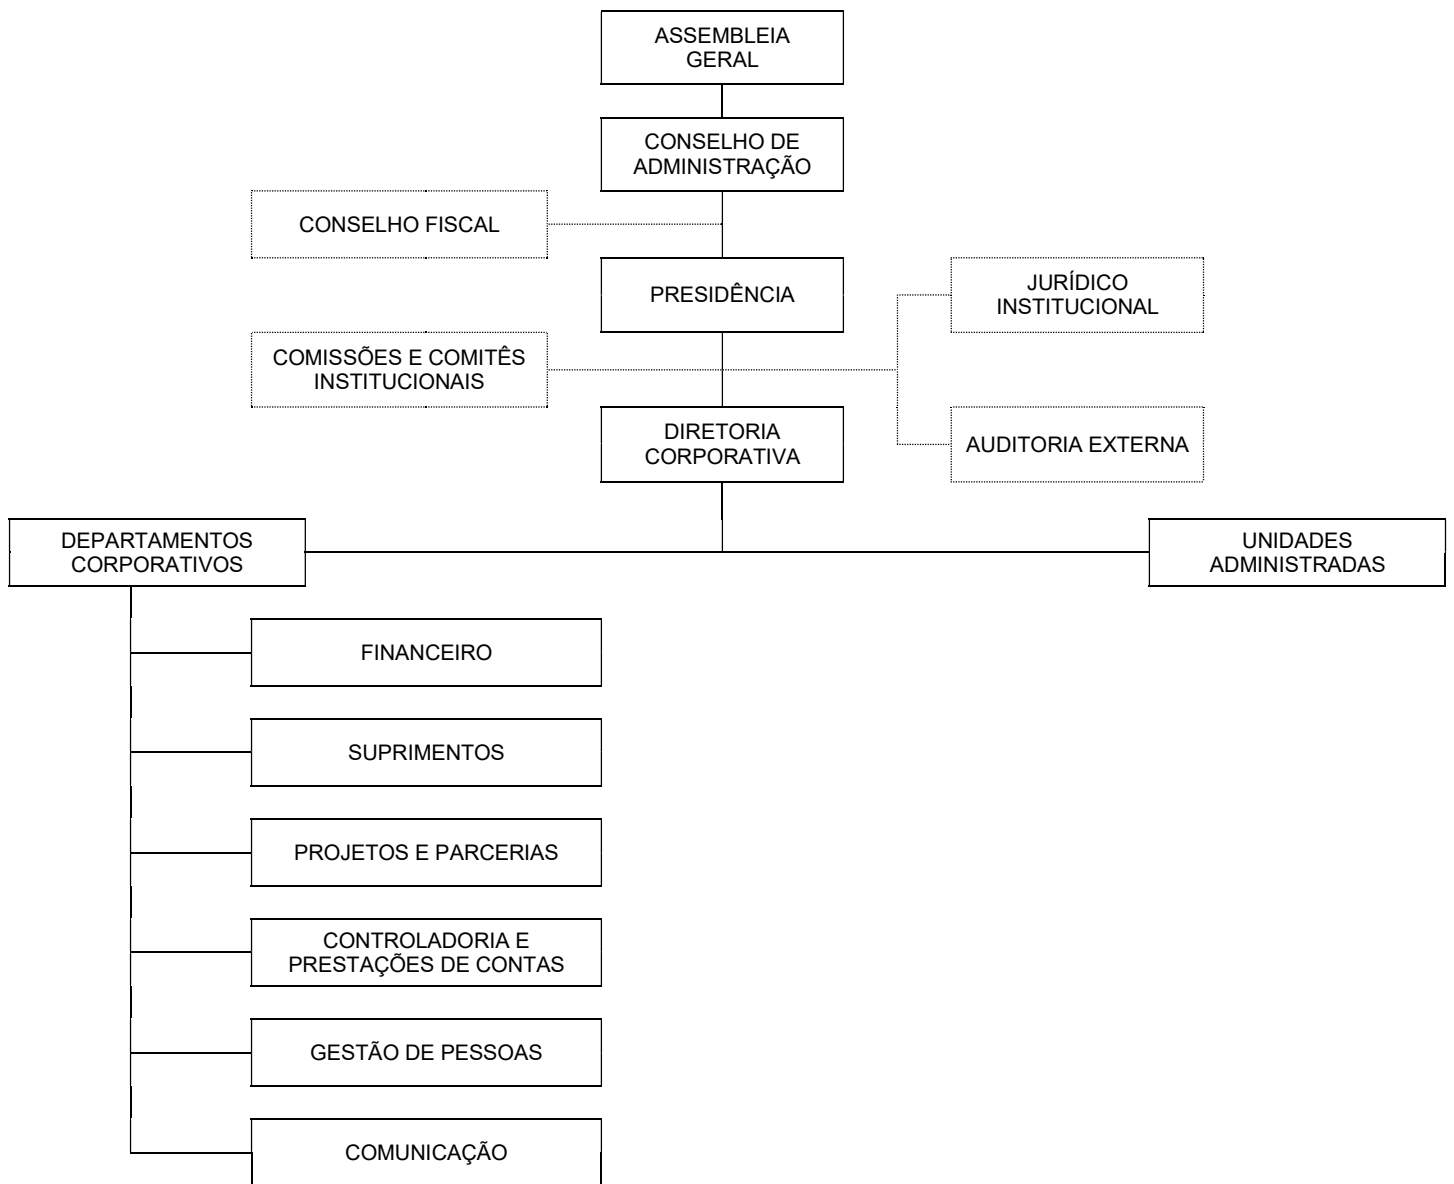 ASSEMBLEIA
GERAL
CONSELHO DE
ADMINISTRAÇÃO
CONSELHO FISCAL
PRESIDÊNCIA
JURÍDICO
INSTITUCIONAL
COMISSÕES E COMITÊS
INSTITUCIONAIS
DIRETORIA
CORPORATIVA
AUDITORIA EXTERNA
DEPARTAMENTOS
CORPORATIVOS
UNIDADES
ADMINISTRADAS
FINANCEIRO
SUPRIMENTOS
PROJETOS E PARCERIAS
CONTROLADORIA E
PRESTAÇÕES DE CONTAS
GESTÃO DE PESSOAS
COMUNICAÇÃO